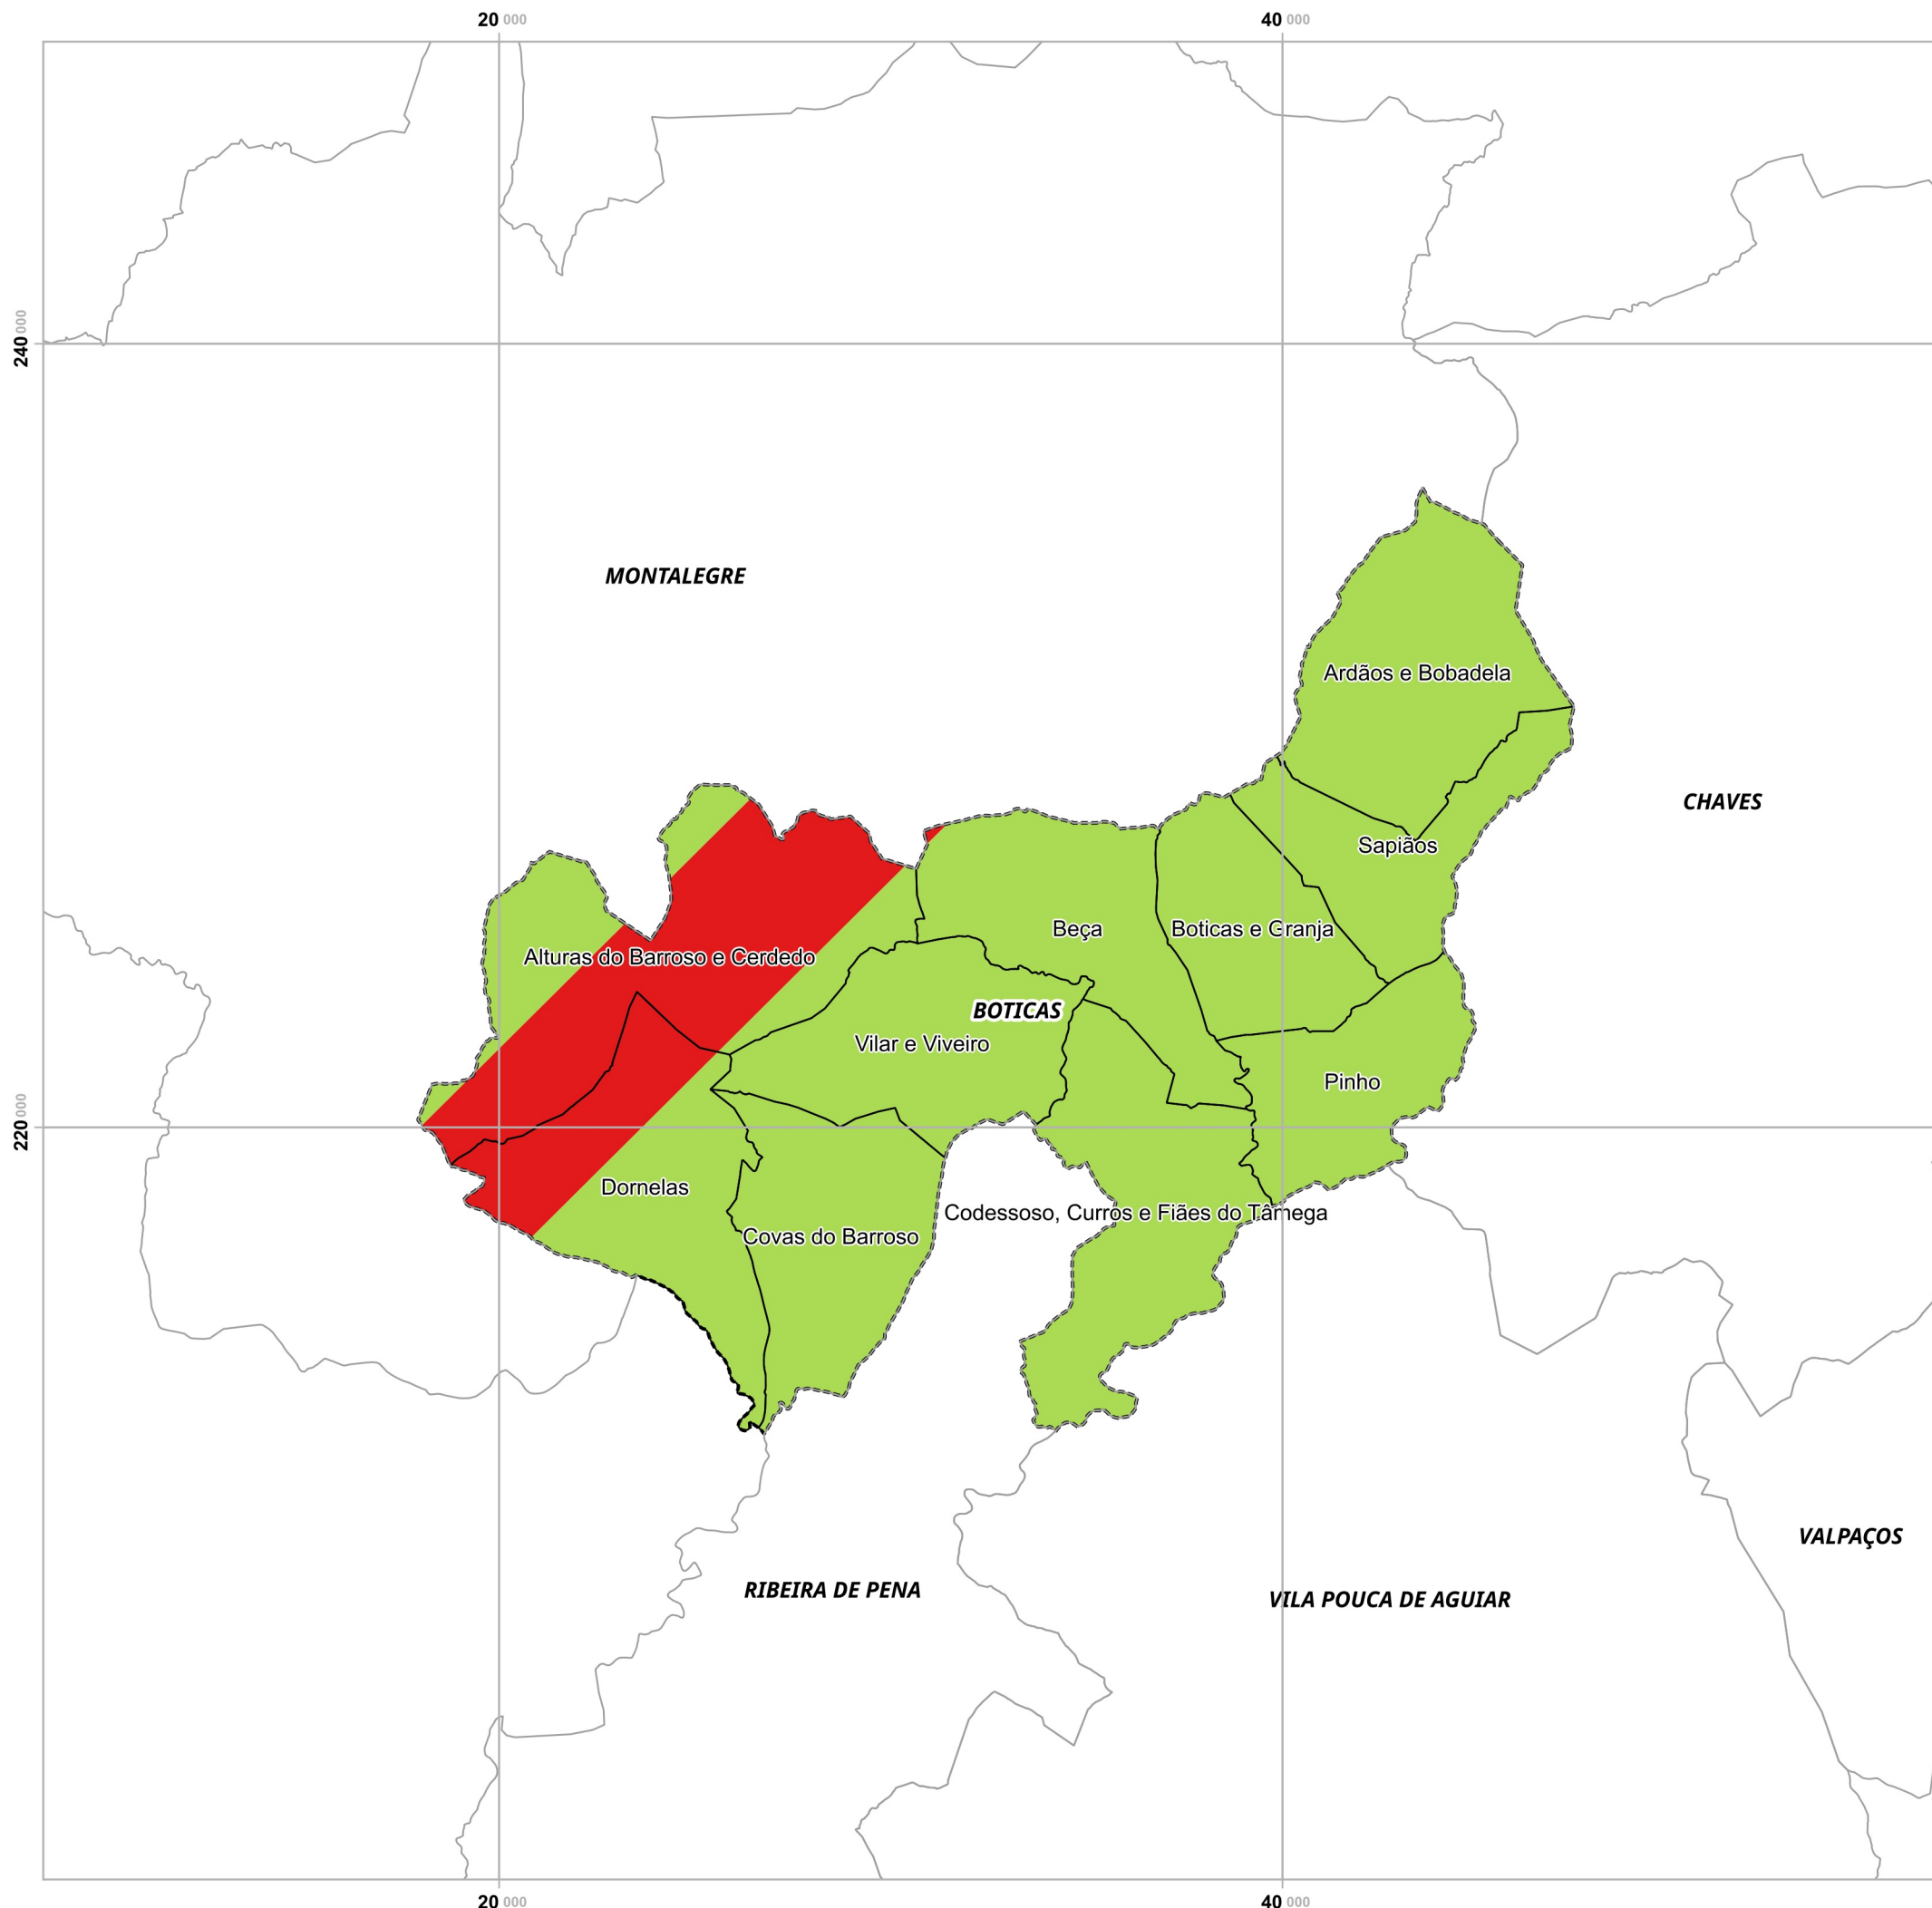 20 000
40 000
240 000
MONTALEGRE
Ardãos e Bobadela
CHAVES
Sapiãos
Beça
Boticas e Granja
Alturas do Barroso e Cerdedo
BOTICAS
Vilar e Viveiro
Pinho
220 000
Dornelas
Codessoso, Curros e Fiães do Tâmega
Covas do Barroso
VALPAÇOS
RIBEIRA DE PENA
VILA POUCA DE AGUIAR
20 000
40 000